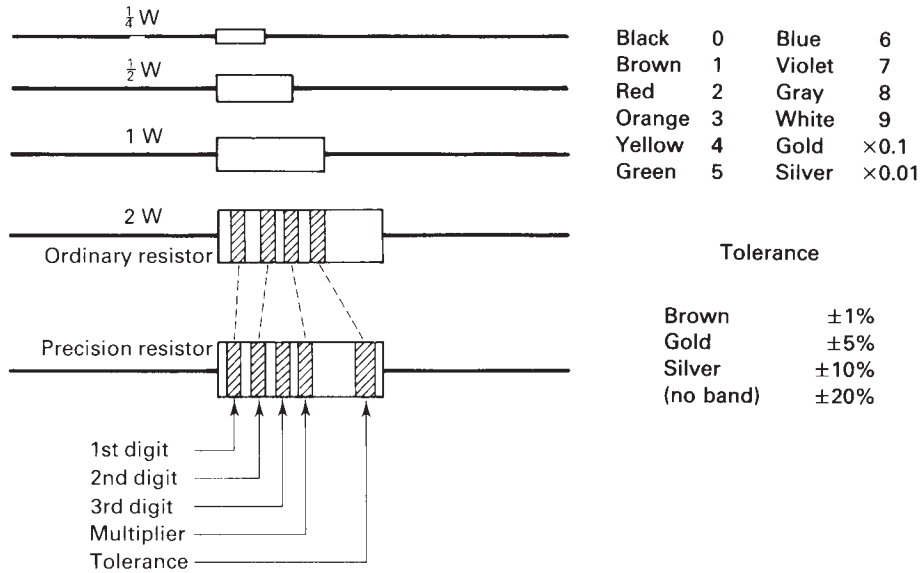 ¼ W
½ W
1 W
2 W
Ordinary resistor
Precision resistor
1st digit
2nd digit
3rd digit
Multiplier
Tolerance
Black 0 Blue 6
Brown 1 Violet 7
Red 2 Gray 8
Orange 3 White 9
Yellow 4 Gold ×0.1
Green 5 Silver ×0.01
Tolerance
Brown ±1%
Gold ±5%
Silver ±10%
(no band) ±20%